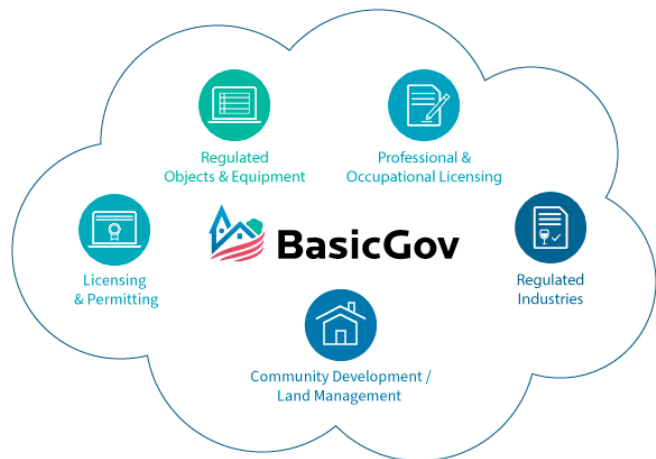 Regulated
Objects & Equipment
Professional &
Occupational Licensing
Licensing
& Permitting
BasicGov
Regulated
Industries
Community Development /
Land Management